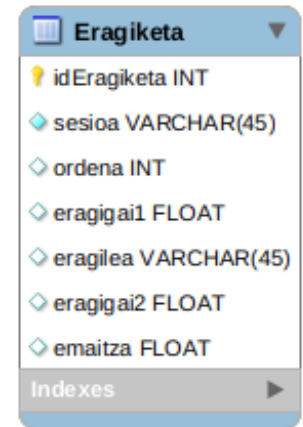 Eragiketa
idEragiketa INT
sesioa VARCHAR(45)
ordena INT
eragigai1 FLOAT
eragilea VARCHAR(45)
eragigai2 FLOAT
emaitza FLOAT
Indexes